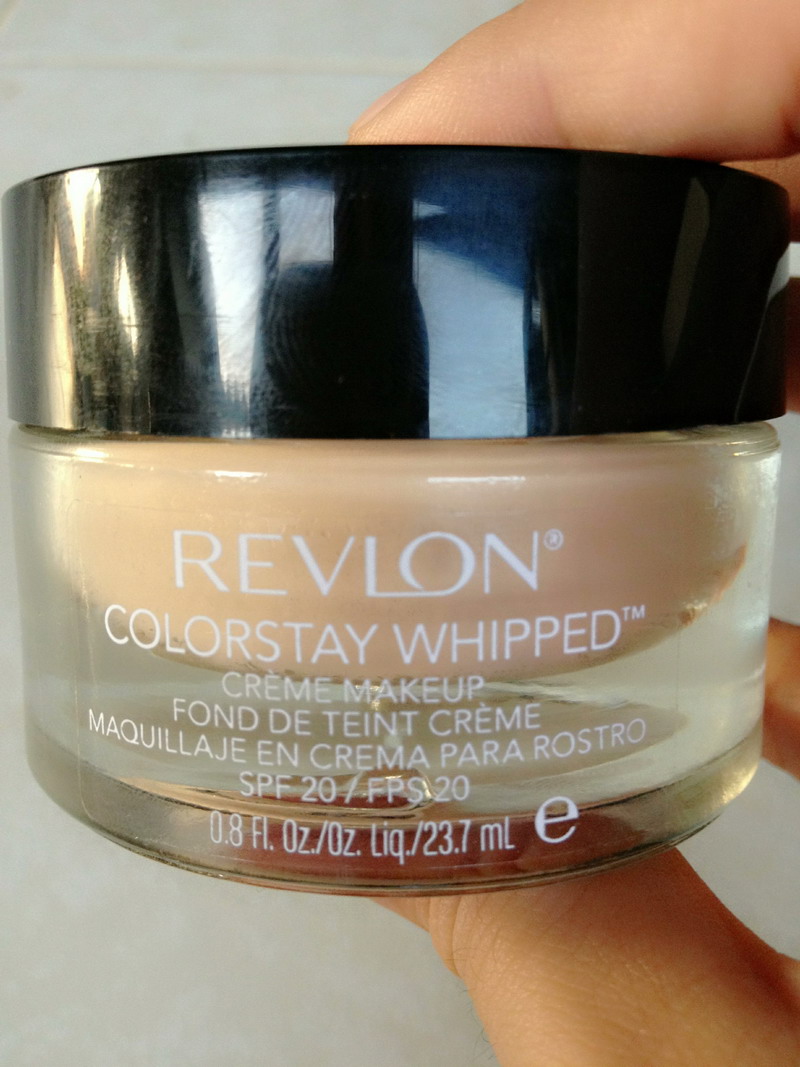 REVLON®
COLORSTAY WHIPPED™
CRÈME MAKEUP
FOND DE TEINT CRÈME
MAQUILLAJE EN CREMA PARA ROSTRO
SPF 20 / FPS 20
0.8 Fl. Oz./Oz. Liq./23.7 mL e